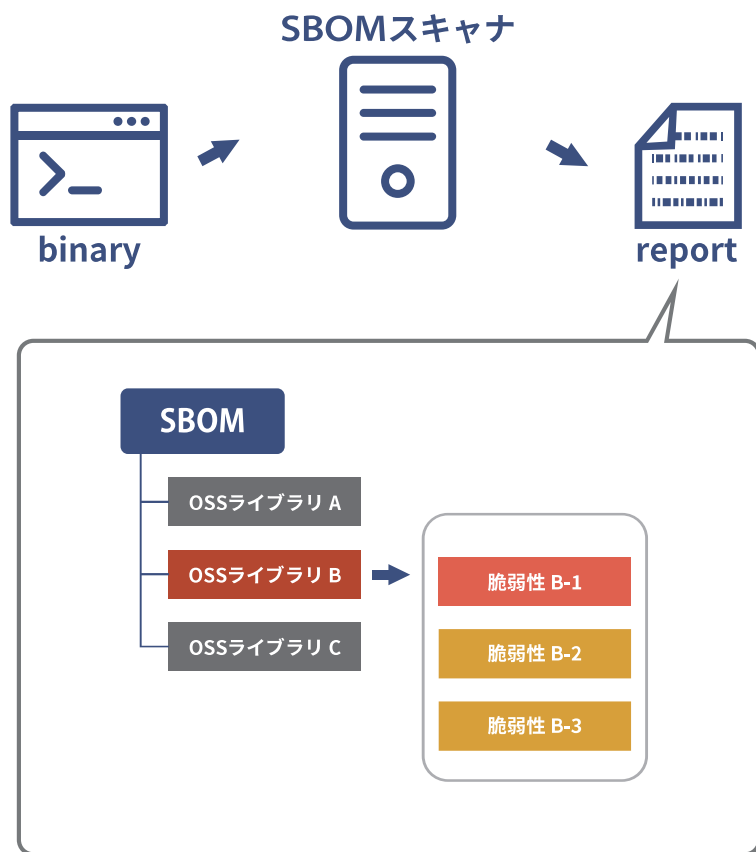 SBOMスキャナ
binary
report
SBOM
OSSライブラリ A
OSSライブラリ B
OSSライブラリ C
脆弱性 B-1
脆弱性 B-2
脆弱性 B-3